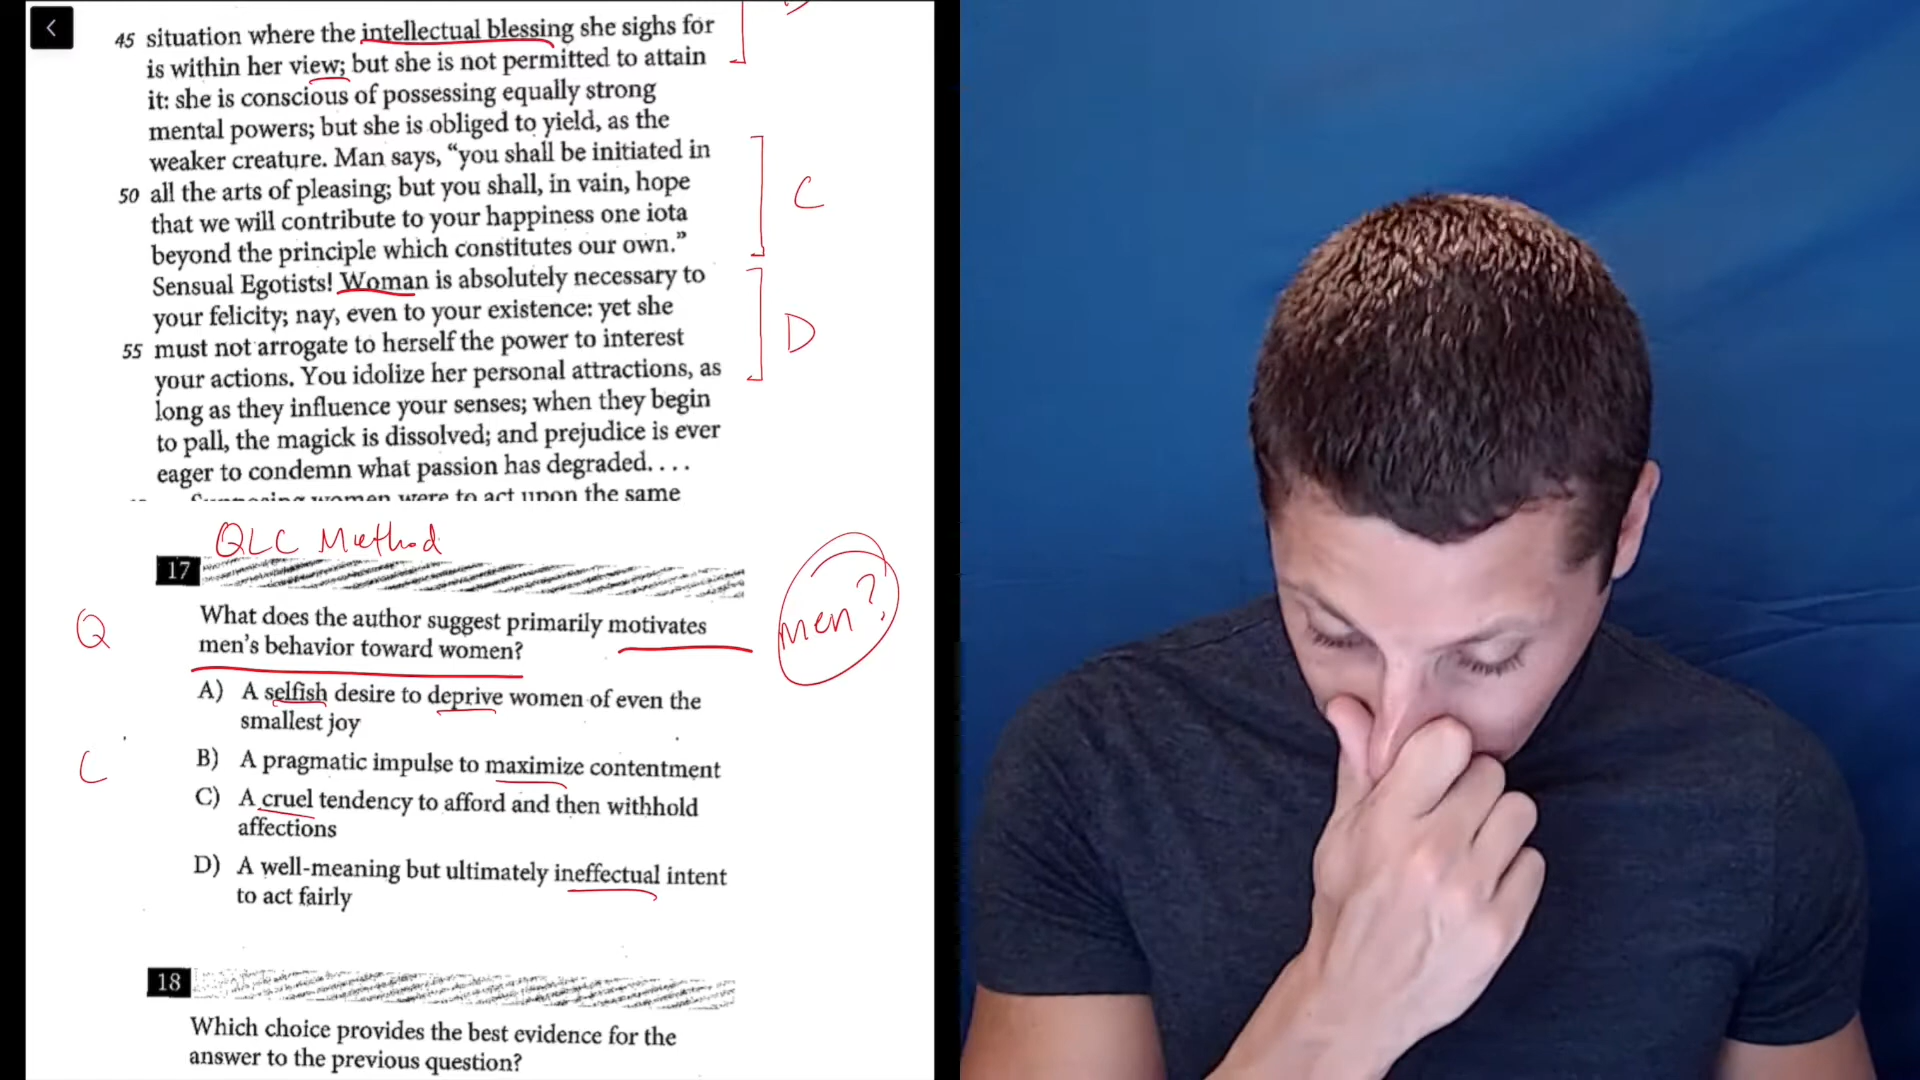 45 situation where the intellectual blessing she sighs for
is within her view; but she is not permitted to attain
it: she is conscious of possessing equally strong
mental powers; but she is obliged to yield, as the
weaker creature. Man says, “you shall be initiated in
50 all the arts of pleasing; but you shall, in vain, hope
that we will contribute to your happiness one iota
beyond the principle which constitutes our own.”
C
Sensual Egotists! Woman is absolutely necessary to
your felicity; nay, even to your existence: yet she
55 must not arrogate to herself the power to interest
your actions. You idolize her personal attractions, as
D
long as they influence your senses; when they begin
to pall, the magick is dissolved; and prejudice is ever
eager to condemn what passion has degraded. . . .
Supposing women were to act upon the same
QLC Method
17
Q
What does the author suggest primarily motivates
men’s behavior toward women?
men?
A) A selfish desire to deprive women of even the
smallest joy
C
B) A pragmatic impulse to maximize contentment
C) A cruel tendency to afford and then withhold
affections
D) A well-meaning but ultimately ineffectual intent
to act fairly
18
Which choice provides the best evidence for the
answer to the previous question?